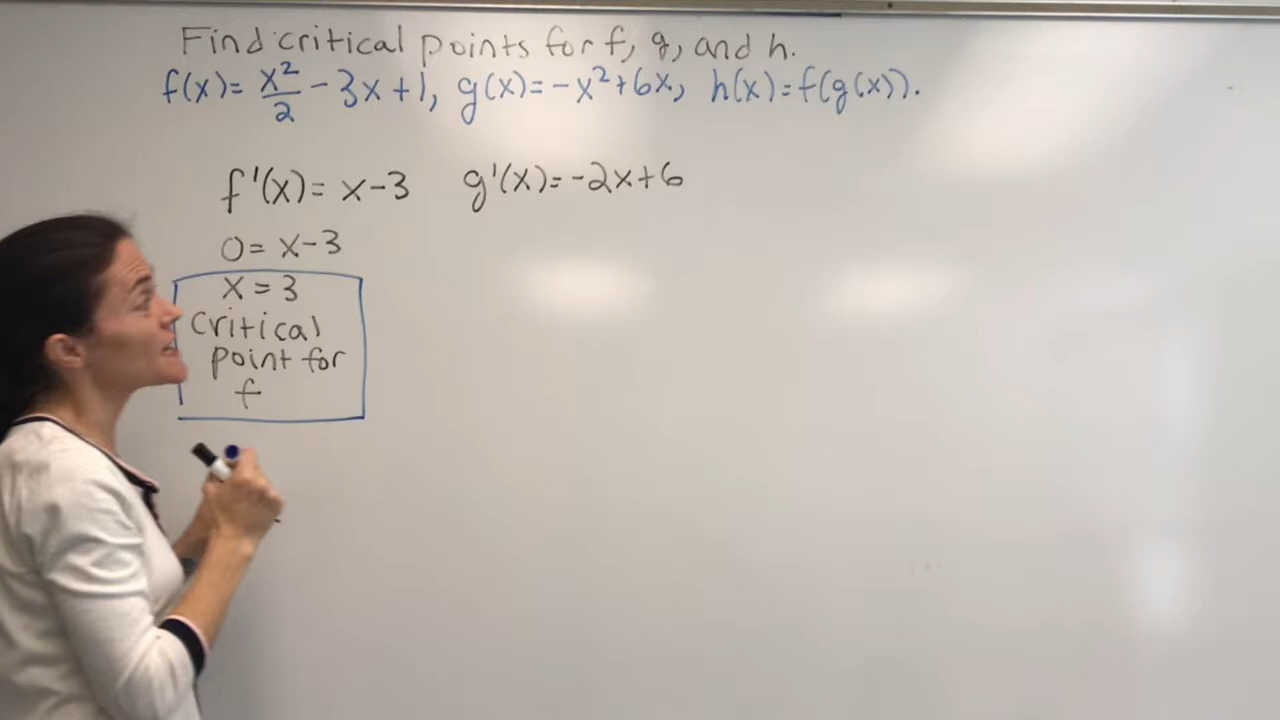 Find critical points for f, g, and h.
f(x)= x²/2 - 3x + 1, g(x)= -x² + 6x, h(x)= f(g(x)).
f'(x)= x-3 g'(x)= -2x+6
0= x-3
x = 3
critical
point for
f